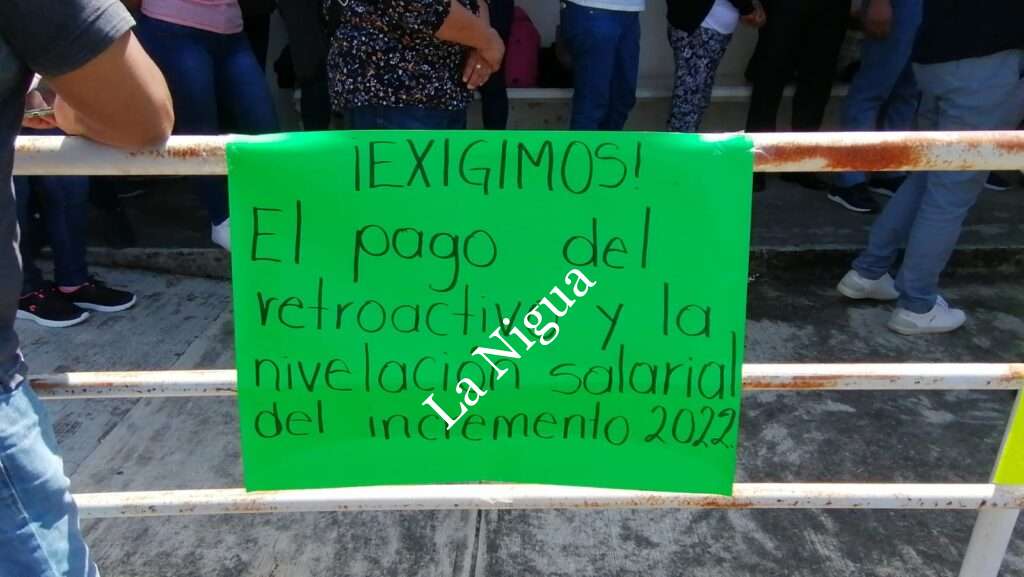 ¡EXIGIMOS!
El pago del
retroactivo y la
nivelación salarial
del incremento 2022.
La Nigua